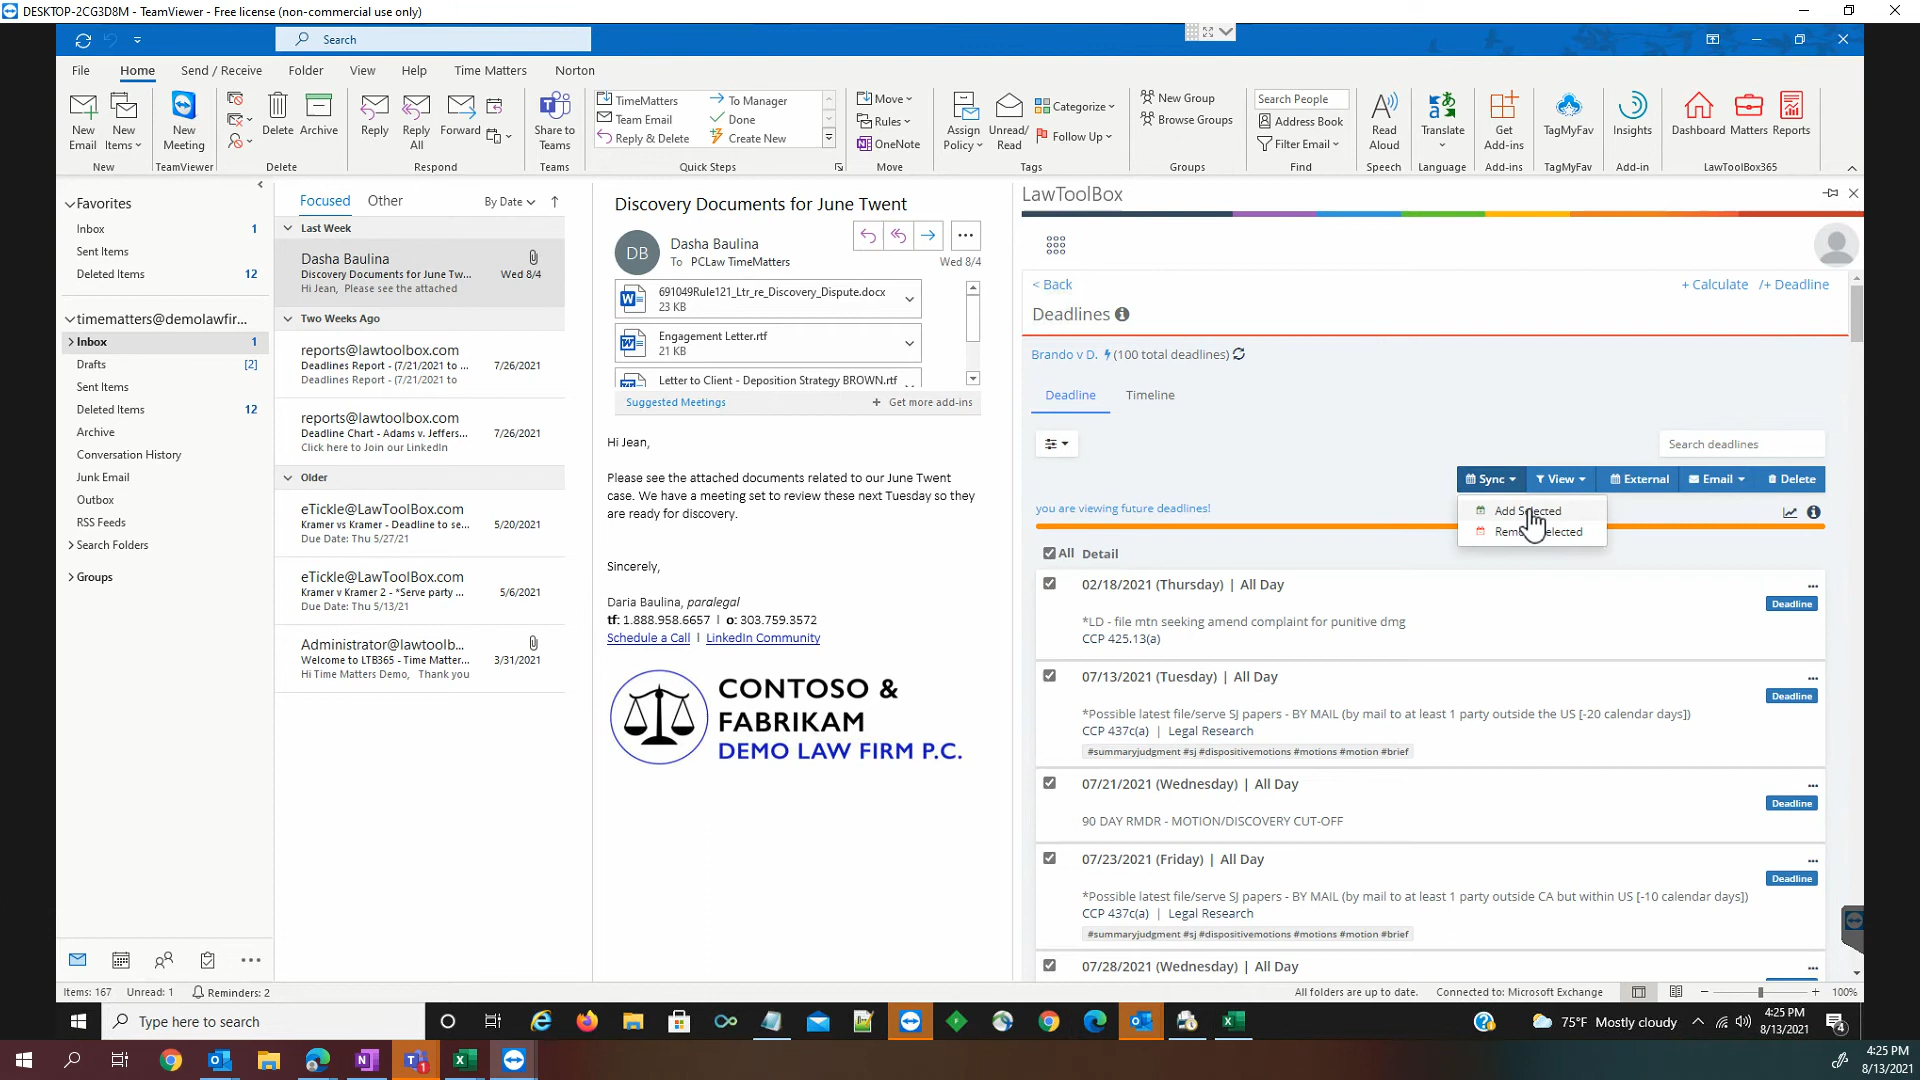 DESKTOP-2CG3D8M - TeamViewer - Free license (non-commercial use only)
Search
File Home Send / Receive Folder View Help Time Matters Norton
New Email
New Items
New
New Meeting
TeamViewer
Delete
Archive
Delete
Reply
Reply All
Forward
Respond
Share to Teams
Teams
TimeMatters
Team Email
Reply & Delete
To Manager
Done
Create New
Quick Steps
Move
Rules
OneNote
Move
Assign Policy
Unread/ Read
Categorize
Follow Up
Tags
New Group
Browse Groups
Groups
Search People
Address Book
Filter Email
Find
Read Aloud
Speech
Translate
Language
Get Add-ins
Add-ins
TagMyFav
TagMyFav
Insights
Add-in
Dashboard Matters Reports
LawToolBox365
Favorites
Inbox 1
Sent Items
Deleted Items 12
timematters@demolawfir...
Inbox 1
Drafts [2]
Sent Items
Deleted Items 12
Archive
Conversation History
Junk Email
Outbox
RSS Feeds
Search Folders
Groups
Focused Other By Date
Last Week
Dasha Baulina
Discovery Documents for June Tw... Wed 8/4
Hi Jean, Please see the attached
Two Weeks Ago
reports@lawtoolbox.com
Deadlines Report - (7/21/2021 to 7/26/2021
Deadlines Report - (7/21/2021 to
reports@lawtoolbox.com
Deadline Chart - Adams v. Jeffers... 7/26/2021
Click here to Join our LinkedIn
Older
eTickle@LawToolBox.com
Kramer vs Kramer - Deadline to se... 5/20/2021
Due Date: Thu 5/27/21
eTickle@LawToolBox.com
Kramer v Kramer 2 - *Serve party ... 5/6/2021
Due Date: Thu 5/13/21
Administrator@lawtoolb...
Welcome to LTB365 - Time Matter... 3/31/2021
Hi Time Matters Demo, Thank you
Discovery Documents for June Twent
DB
Dasha Baulina
To PCLaw TimeMatters
Wed 8/4
691049Rule121_Ltr_re_Discovery_Dispute.docx
23 KB
Engagement Letter.rtf
21 KB
Letter to Client - Deposition Strategy BROWN.rtf
Suggested Meetings + Get more add-ins
Hi Jean,
Please see the attached documents related to our June Twent
case. We have a meeting set to review these next Tuesday so they
are ready for discovery.
Sincerely,
Daria Baulina, paralegal
tf: 1.888.958.6657 | o: 303.759.3572
Schedule a Call | LinkedIn Community
CONTOSO &
FABRIKAM
DEMO LAW FIRM P.C.
LawToolBox
< Back + Calculate /+ Deadline
Deadlines
Brando v D. (100 total deadlines)
Deadline Timeline
Search deadlines
Sync View External Email Delete
you are viewing future deadlines!
Add Selected
All Detail
02/18/2021 (Thursday) | All Day
Deadline
*LD - file mtn seeking amend complaint for punitive dmg
CCP 425.13(a)
07/13/2021 (Tuesday) | All Day
Deadline
*Possible latest file/serve SJ papers - BY MAIL (by mail to at least 1 party outside the US [-20 calendar days])
CCP 437c(a) | Legal Research
#summaryjudgment #sj #dispositivemotions #motions #motion #brief
07/21/2021 (Wednesday) | All Day
Deadline
90 DAY RMDR - MOTION/DISCOVERY CUT-OFF
07/23/2021 (Friday) | All Day
Deadline
*Possible latest file/serve SJ papers - BY MAIL (by mail to at least 1 party outside CA but within US [-10 calendar days])
CCP 437c(a) | Legal Research
#summaryjudgment #sj #dispositivemotions #motions #motion #brief
07/28/2021 (Wednesday) | All Day
Items: 167 Unread: 1 Reminders: 2
All folders are up to date. Connected to: Microsoft Exchange 100%
Type here to search
75°F Mostly cloudy
4:25 PM
8/13/2021
4
1
4:25 PM
8/13/2021